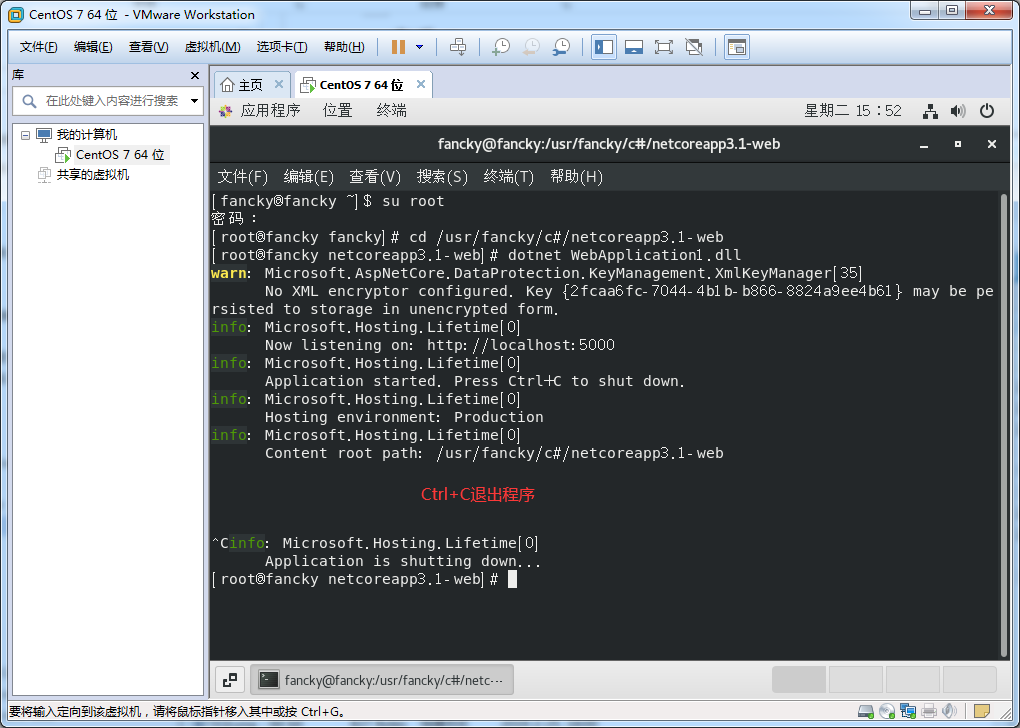 CentOS 7 64 位 - VMware Workstation
文件(F) 编辑(E) 查看(V) 虚拟机(M) 选项卡(T) 帮助(H)
库
在此处键入内容进行搜索
我的计算机
CentOS 7 64 位
共享的虚拟机
主页 CentOS 7 64 位
应用程序 位置 终端 星期二 15：52
fancky@fancky:/usr/fancky/c#/netcoreapp3.1-web
文件(F) 编辑(E) 查看(V) 搜索(S) 终端(T) 帮助(H)
[fancky@fancky ~]$ su root
密码：
[root@fancky fancky]# cd /usr/fancky/c#/netcoreapp3.1-web
[root@fancky netcoreapp3.1-web]# dotnet WebApplication1.dll
warn: Microsoft.AspNetCore.DataProtection.KeyManagement.XmlKeyManager[35]
No XML encryptor configured. Key {2fcaa6fc-7044-4b1b-b866-8824a9ee4b61} may be pe
rsisted to storage in unencrypted form.
info: Microsoft.Hosting.Lifetime[0]
Now listening on: http://localhost:5000
info: Microsoft.Hosting.Lifetime[0]
Application started. Press Ctrl+C to shut down.
info: Microsoft.Hosting.Lifetime[0]
Hosting environment: Production
info: Microsoft.Hosting.Lifetime[0]
Content root path: /usr/fancky/c#/netcoreapp3.1-web
Ctrl+C退出程序
^Cinfo: Microsoft.Hosting.Lifetime[0]
Application is shutting down...
[root@fancky netcoreapp3.1-web]#
fancky@fancky:/usr/fancky/c#/netc···
要将输入定向到该虚拟机，请将鼠标指针移入其中或按 Ctrl+G。